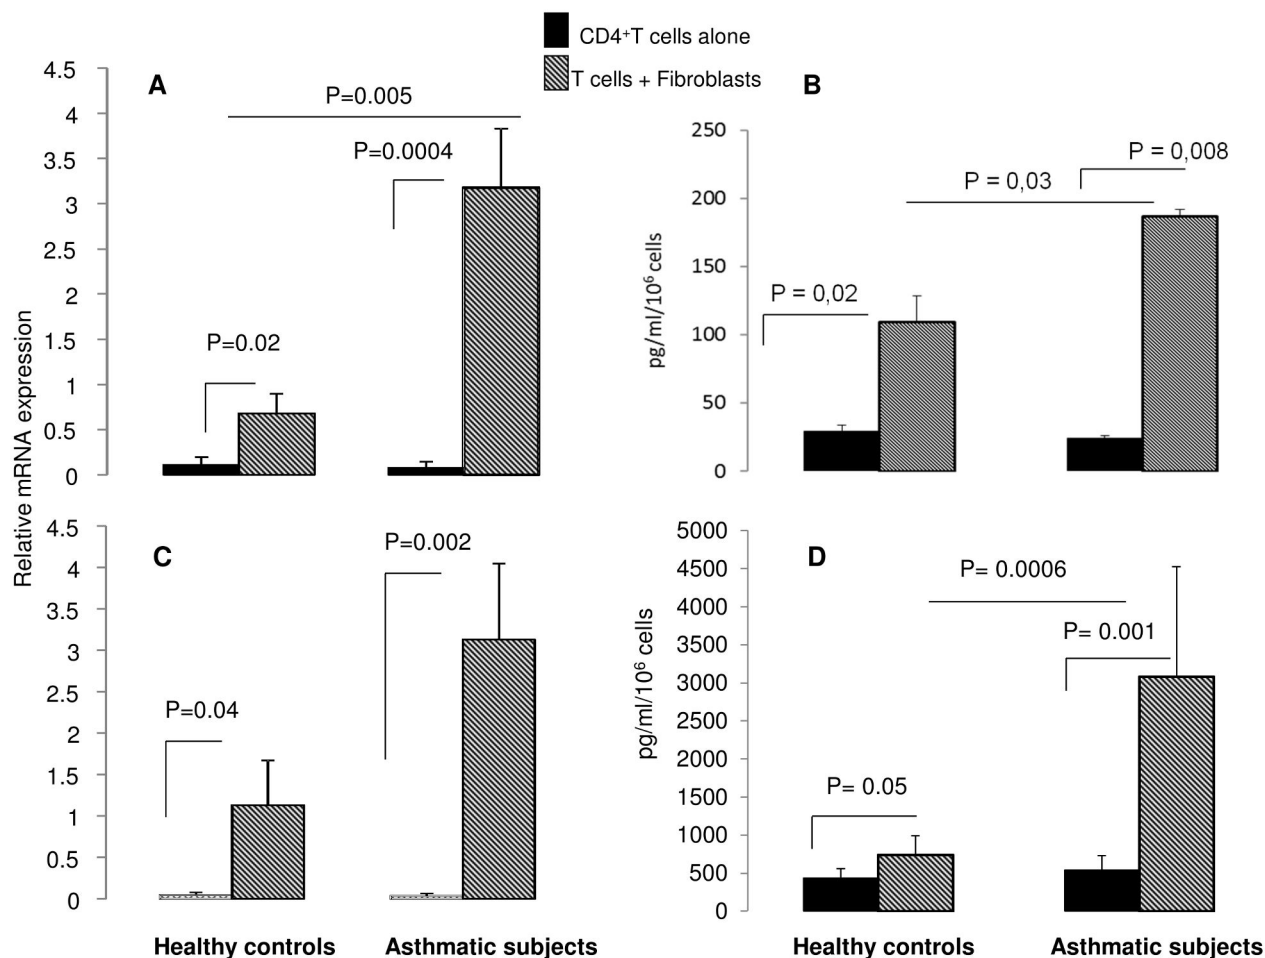 CD4⁺T cells alone
T cells + Fibroblasts
A
P=0.005
P=0.0004
P=0.02
4.5
4
3.5
3
2.5
2
1.5
1
0.5
0
Relative mRNA expression
B
P = 0,008
P = 0,03
P = 0,02
250
200
150
100
50
0
pg/ml/10⁶ cells
C
P=0.002
P=0.04
4.5
4
3.5
3
2.5
2
1.5
1
0.5
0
Healthy controls
Asthmatic subjects
D
P= 0.0006
P= 0.001
P= 0.05
5000
4500
4000
3500
3000
2500
2000
1500
1000
500
0
pg/ml/10⁶ cells
Healthy controls
Asthmatic subjects